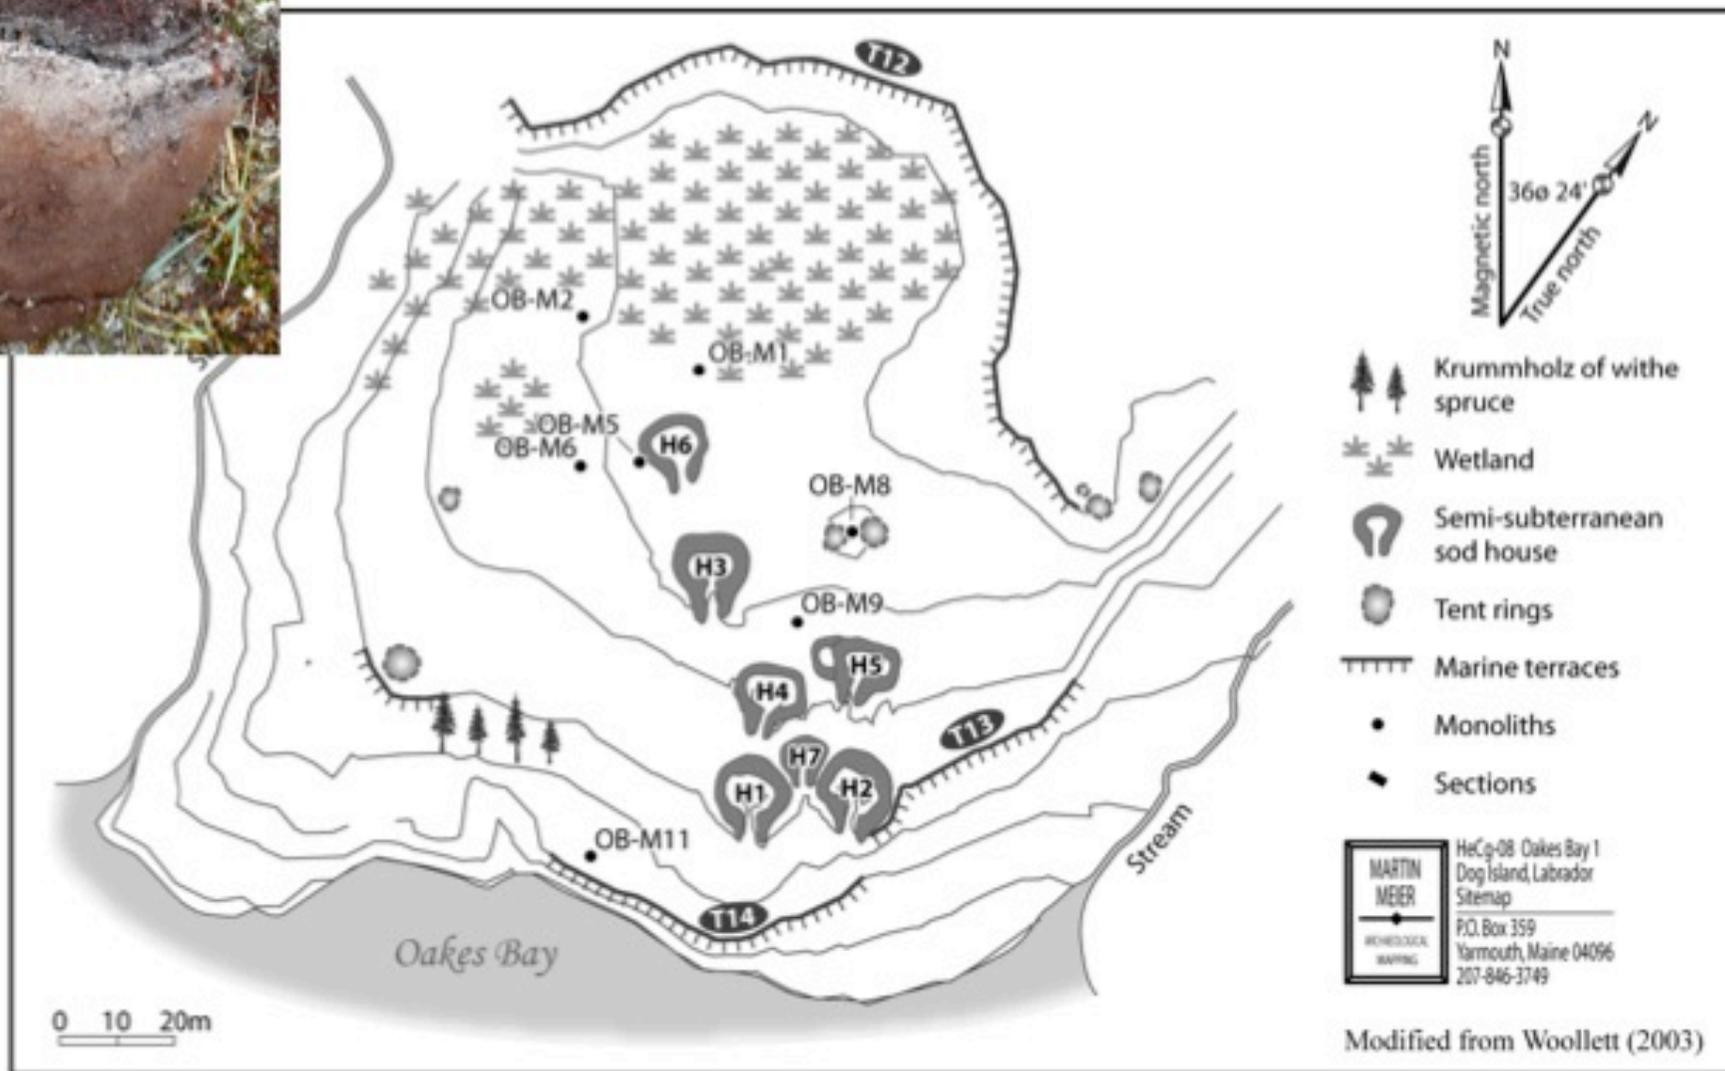 T12
N
N
Magnetic north
36ø 24'
True north
OB-M2
OB-M1
OB-M5
OB-M6
H6
OB-M8
H3
OB-M9
H5
H4
T13
H7
H1
H2
OB-M11
T14
Stream
Oakes Bay
0 10 20m
Krummholz of withe
spruce
Wetland
Semi-subterranean
sod house
Tent rings
Marine terraces
Monoliths
Sections
MARTIN
MEIER
ARCHAEOLOGICAL
MAPPING
HeCg-08 Oakes Bay 1
Dog Island, Labrador
Sitemap
P.O. Box 359
Yarmouth, Maine 04096
207-846-3749
Modified from Woollett (2003)